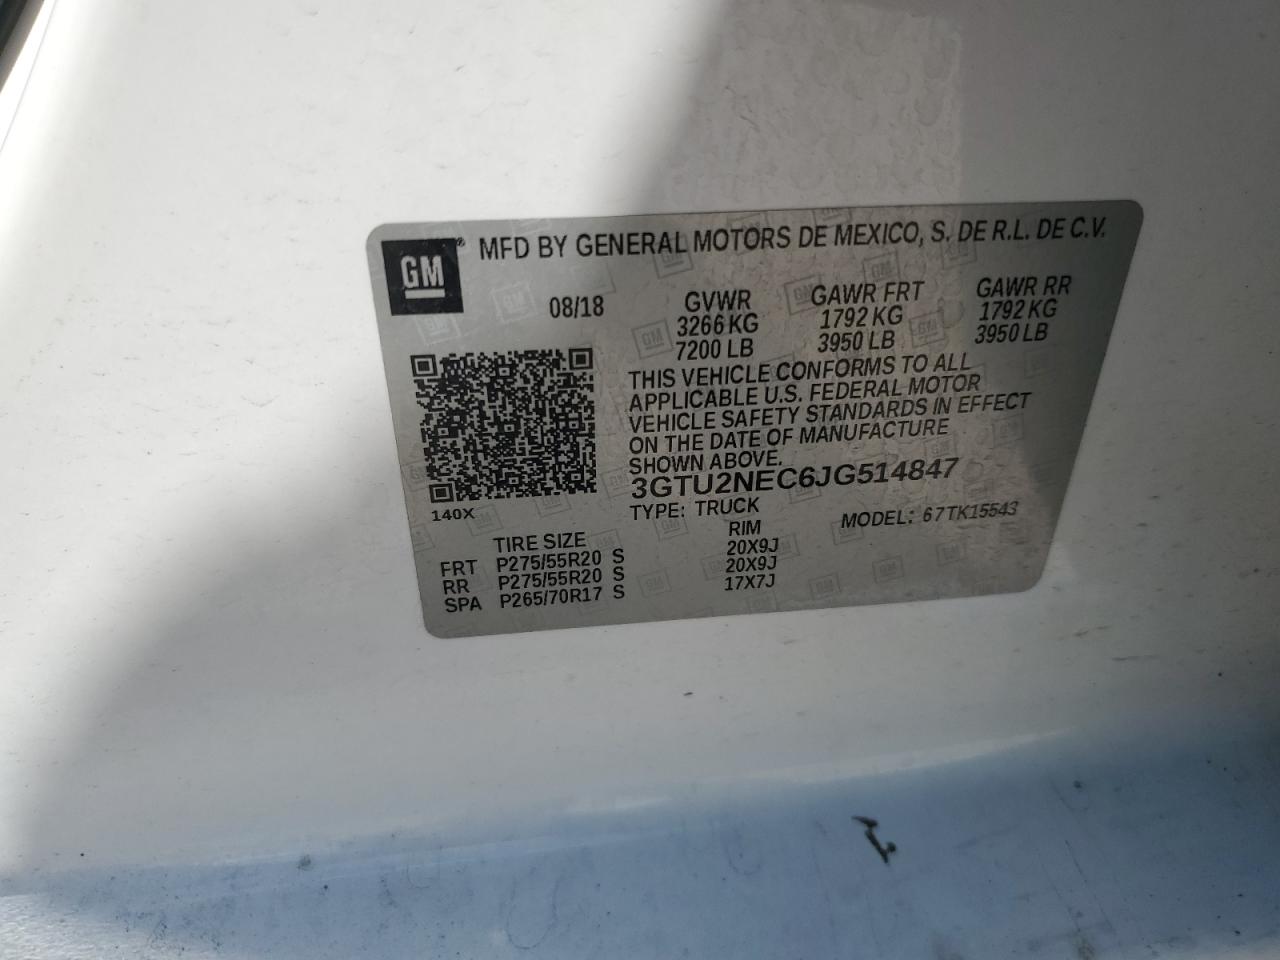 GM® MFD BY GENERAL MOTORS DE MEXICO, S. DE R.L. DE C.V.
08/18 GVWR GAWR FRT GAWR RR
3266 KG 1792 KG 1792 KG
7200 LB 3950 LB 3950 LB
THIS VEHICLE CONFORMS TO ALL
APPLICABLE U.S. FEDERAL MOTOR
VEHICLE SAFETY STANDARDS IN EFFECT
ON THE DATE OF MANUFACTURE
SHOWN ABOVE.
3GTU2NEC6JG514847
140X
TYPE: TRUCK MODEL: 67TK15543
TIRE SIZE RIM
FRT P275/55R20 S 20X9J
RR P275/55R20 S 20X9J
SPA P265/70R17 S 17X7J